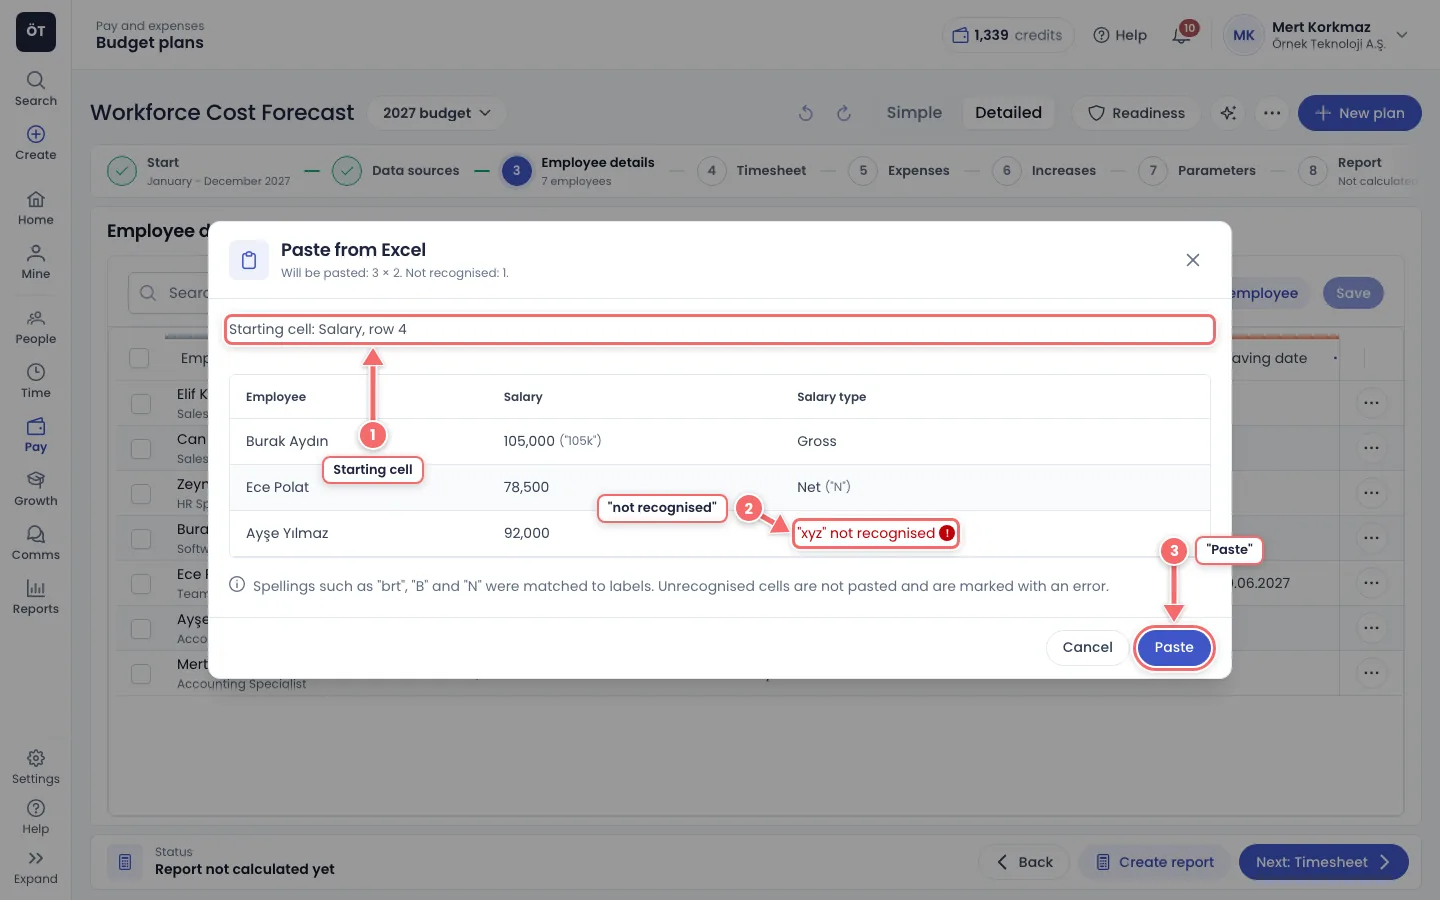 ÖT
Pay and expenses
Budget plans
1,339 credits
Help
10
MK
Mert Korkmaz
Örnek Teknoloji A.Ş.
Search
Create
Home
Mine
People
Time
Pay
Growth
Comms
Reports
Settings
Help
Expand
Workforce Cost Forecast
2027 budget
Simple
Detailed
Readiness
New plan
Start
January – December 2027
Data sources
3
Employee details
7 employees
4
Timesheet
5
Expenses
6
Increases
7
Parameters
8
Report
Not calculated
Employee d
Sear
employee
Save
Emp
aving date
Elif K
Sales
Can
Sales
Zeyn
HR Sp
Bura
Softw
Ece P
Team
.06.2027
Ayşe
Acco
Mert
Accounting Specialist
Paste from Excel
Will be pasted: 3 × 2. Not recognised: 1.
Starting cell: Salary, row 4
Employee
Salary
Salary type
Burak Aydın
105,000 ("105k")
Gross
Ece Polat
78,500
Net ("N")
Ayşe Yılmaz
92,000
"xyz" not recognised
1
Starting cell
2
"not recognised"
3
"Paste"
Spellings such as "brt", "B" and "N" were matched to labels. Unrecognised cells are not pasted and are marked with an error.
Cancel
Paste
Status
Report not calculated yet
Back
Create report
Next: Timesheet